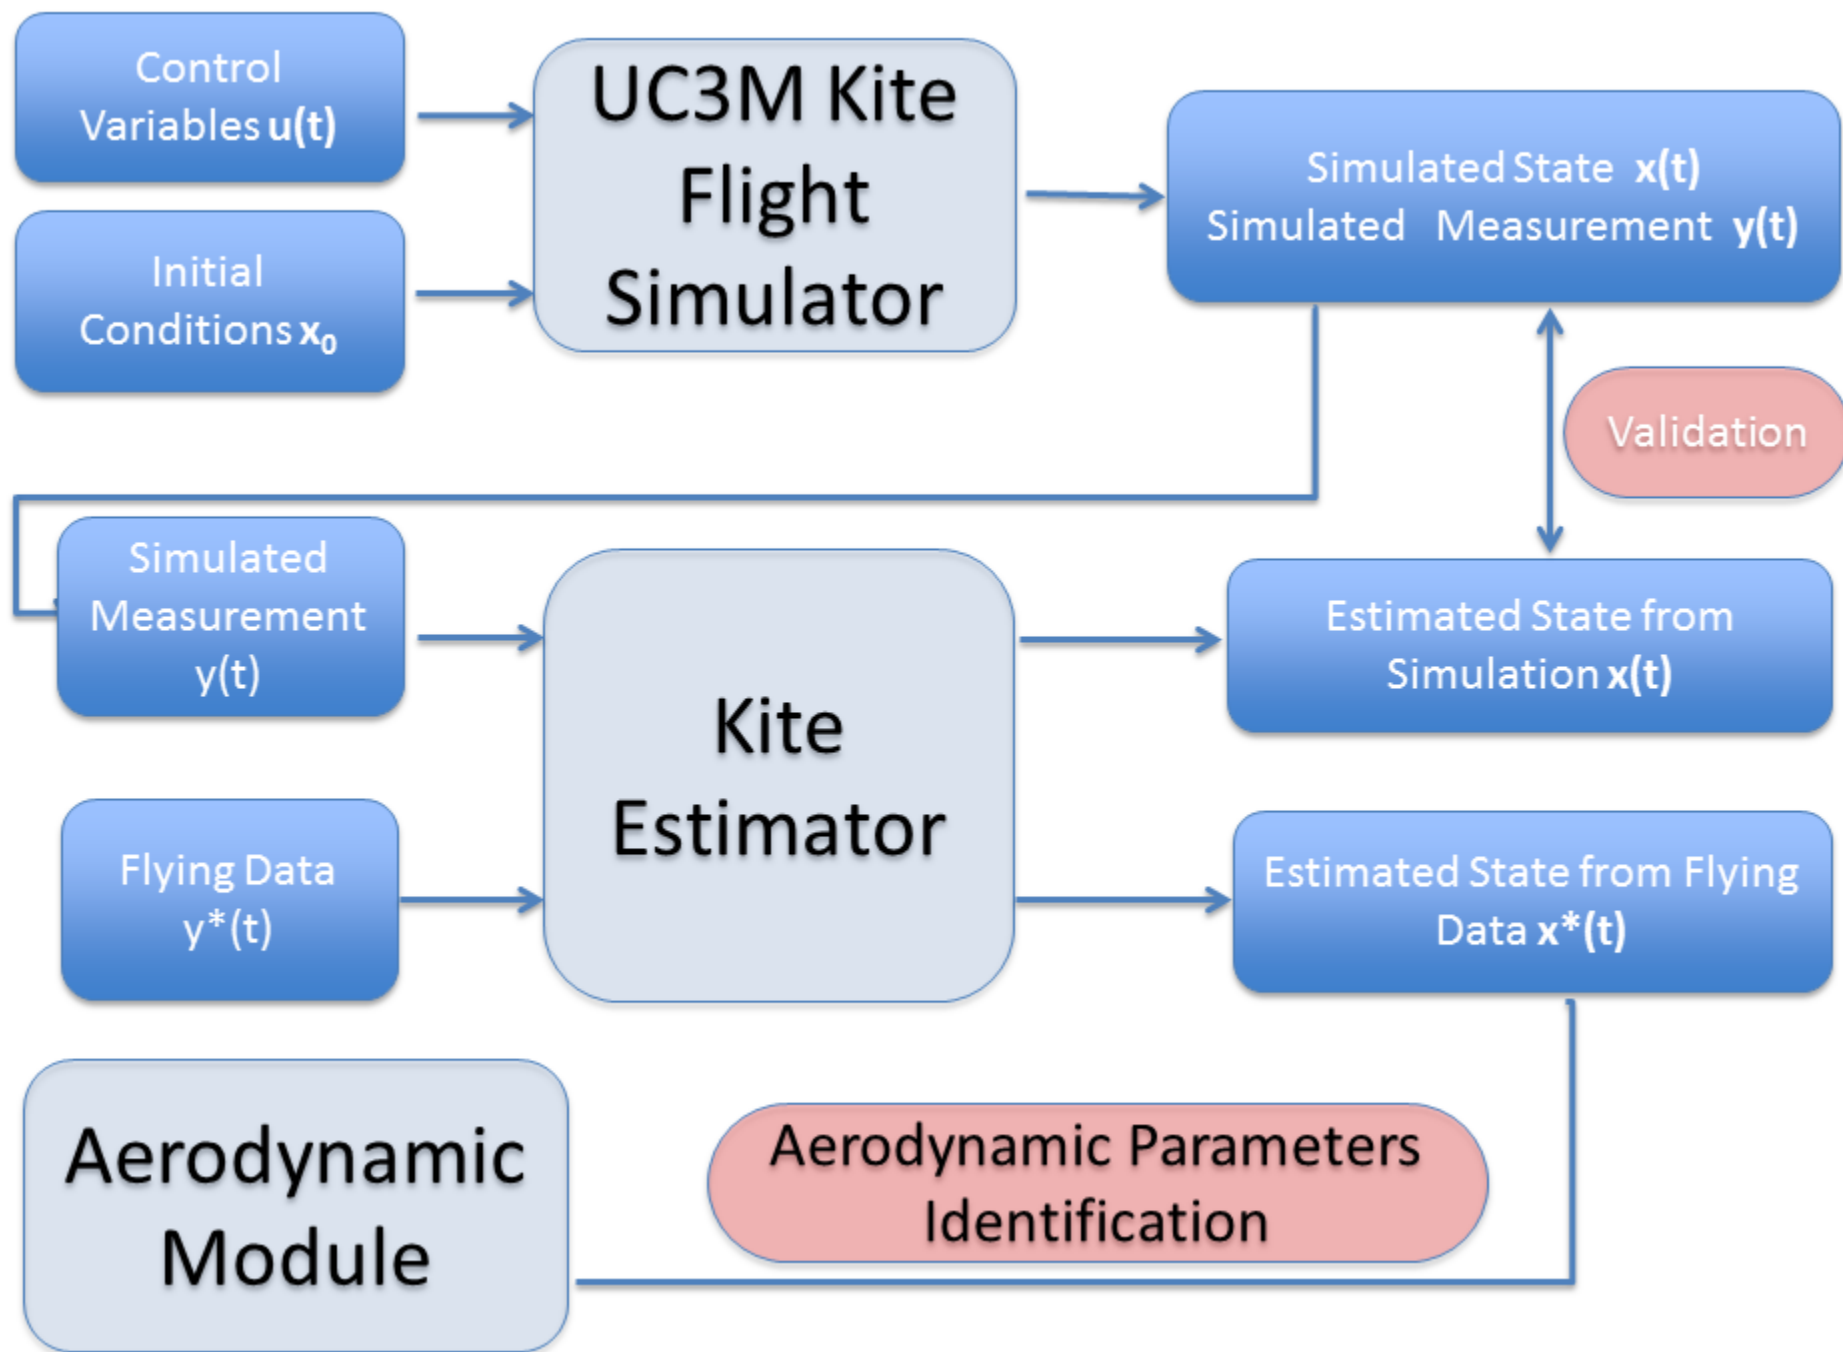 Control
Variables u(t)
UC3M Kite
Flight
Simulator
Simulated State x(t)
Simulated Measurement y(t)
Initial
Conditions x₀
Validation
Simulated
Measurement
y(t)
Kite
Estimator
Estimated State from
Simulation x(t)
Flying Data
y*(t)
Estimated State from Flying
Data x*(t)
Aerodynamic
Module
Aerodynamic Parameters
Identification